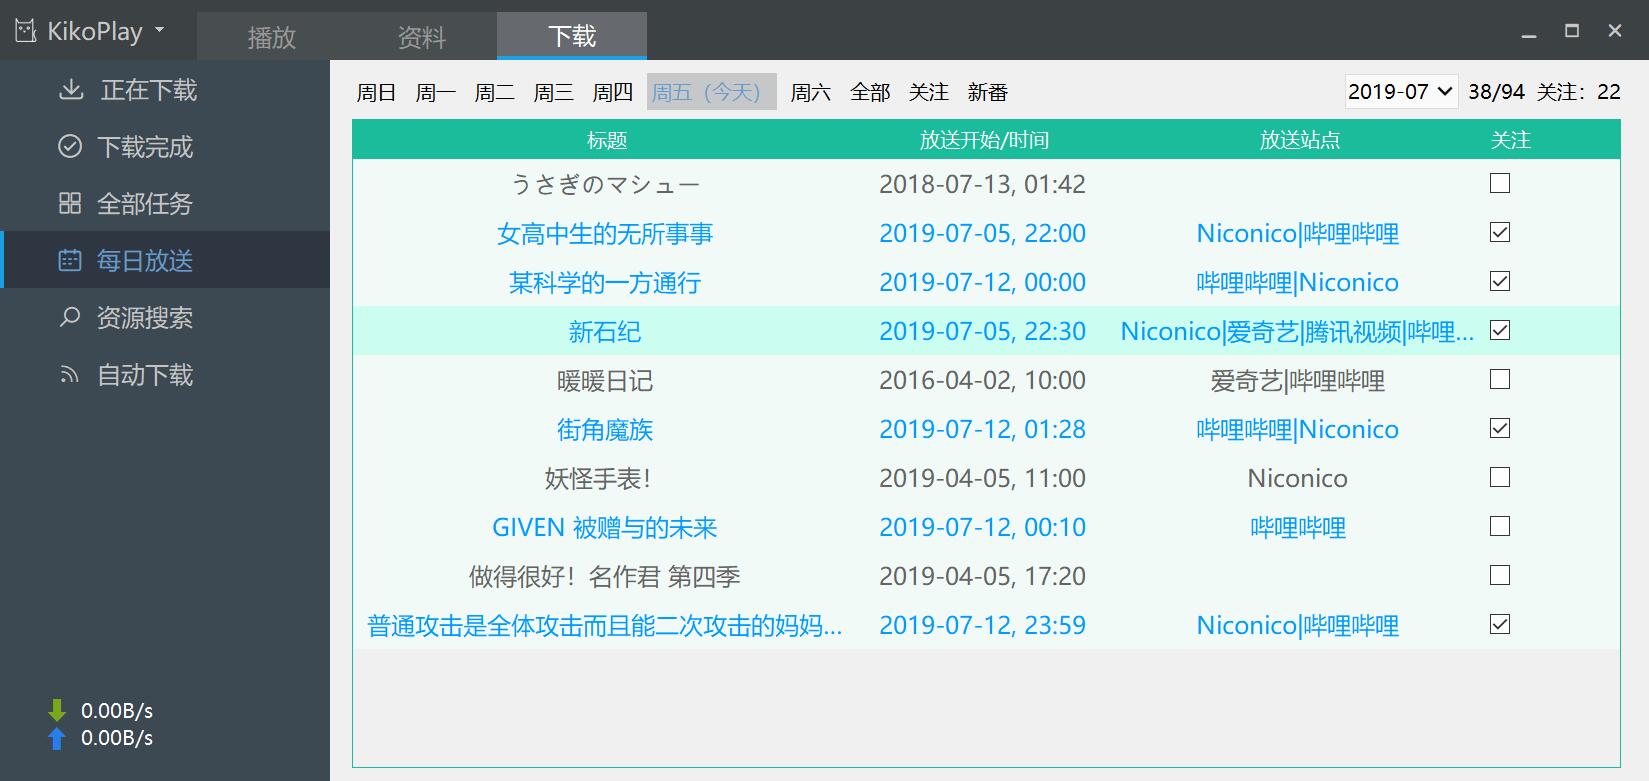 KikoPlay 播放 资料 下载
正在下载
下载完成
全部任务
每日放送
资源搜索
自动下载
0.00B/s
0.00B/s
周日 周一 周二 周三 周四 周五（今天） 周六 全部 关注 新番 2019-07 38/94 关注：22
标题 放送开始/时间 放送站点 关注
うさぎのマシュー 2018-07-13, 01:42
女高中生的无所事事 2019-07-05, 22:00 Niconico|哔哩哔哩
某科学的一方通行 2019-07-12, 00:00 哔哩哔哩|Niconico
新石纪 2019-07-05, 22:30 Niconico|爱奇艺|腾讯视频|哔哩...
暖暖日记 2016-04-02, 10:00 爱奇艺|哔哩哔哩
街角魔族 2019-07-12, 01:28 哔哩哔哩|Niconico
妖怪手表！ 2019-04-05, 11:00 Niconico
GIVEN 被赠与的未来 2019-07-12, 00:10 哔哩哔哩
做得很好！名作君 第四季 2019-04-05, 17:20
普通攻击是全体攻击而且能二次攻击的妈妈... 2019-07-12, 23:59 Niconico|哔哩哔哩